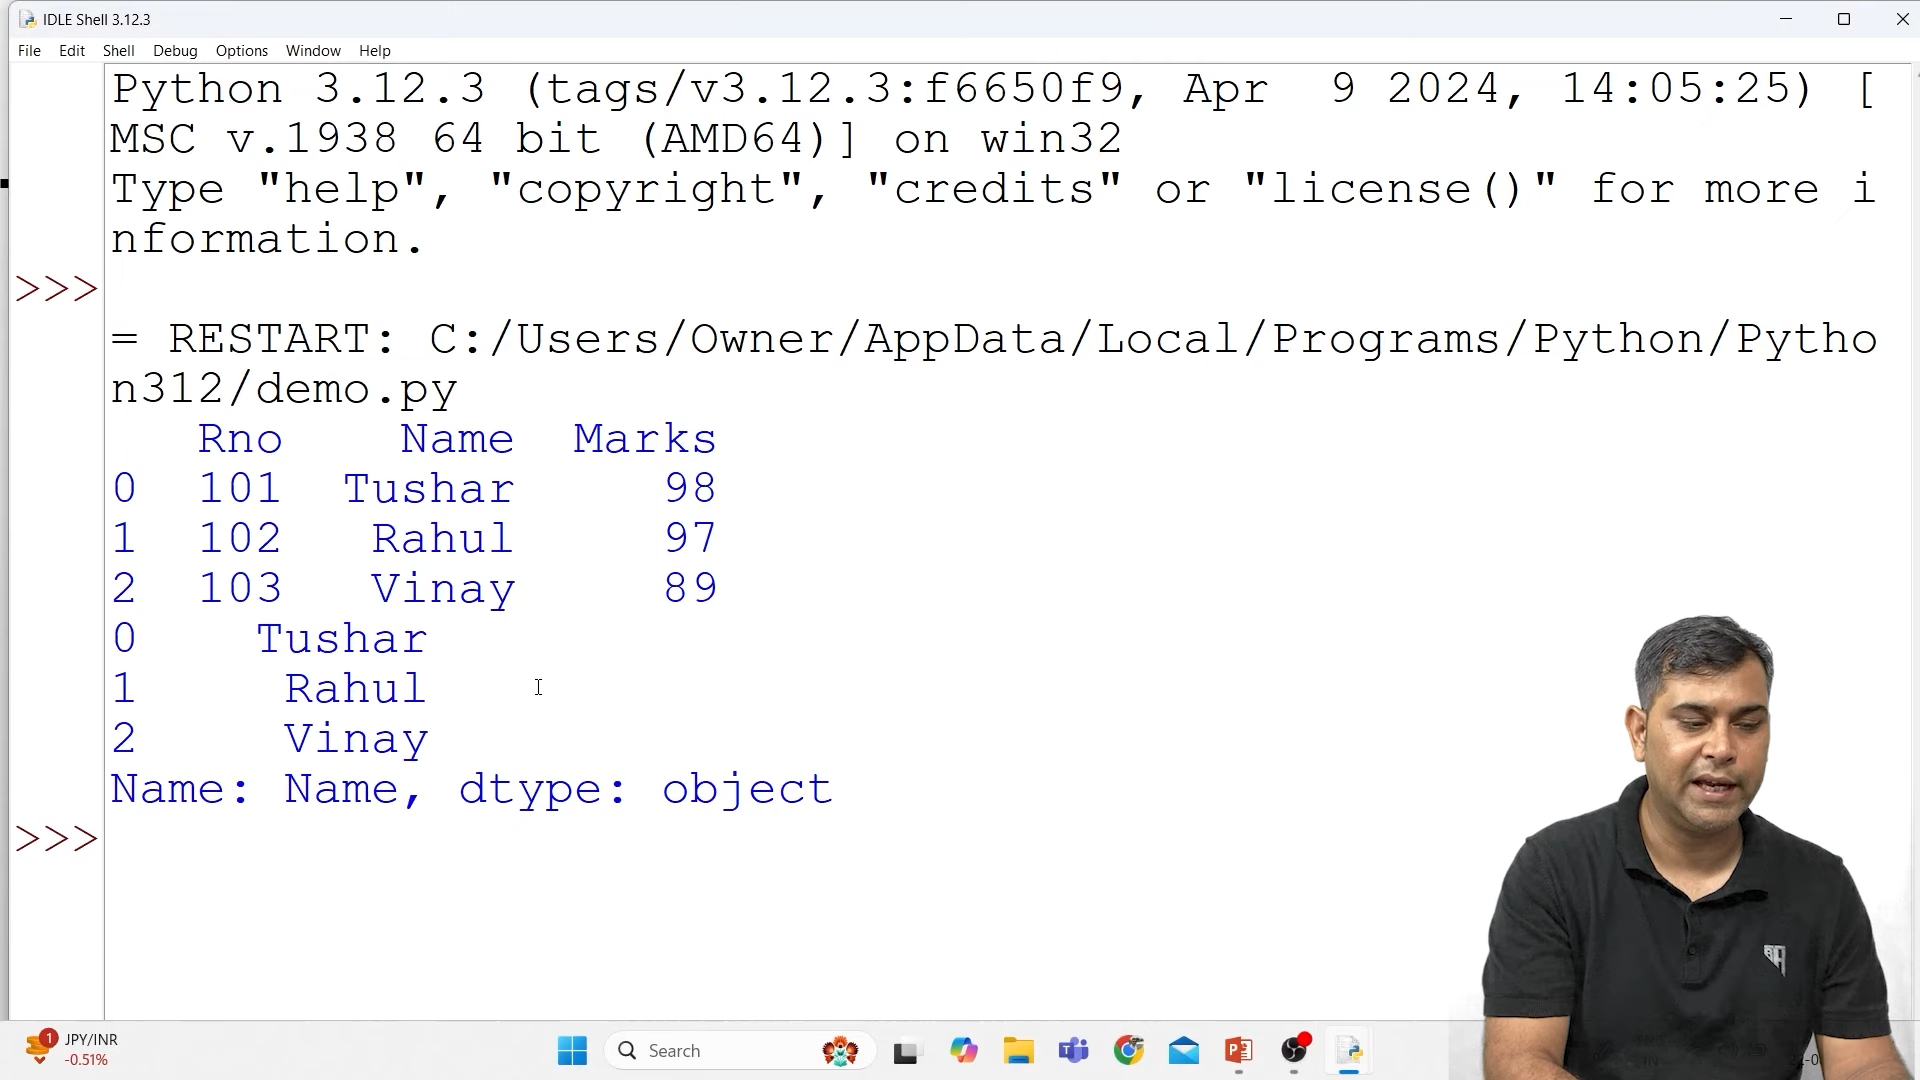 IDLE Shell 3.12.3
File Edit Shell Debug Options Window Help
Python 3.12.3 (tags/v3.12.3:f6650f9, Apr  9 2024, 14:05:25) [
MSC v.1938 64 bit (AMD64)] on win32
Type "help", "copyright", "credits" or "license()" for more i
nformation.
>>>
= RESTART: C:/Users/Owner/AppData/Local/Programs/Python/Pytho
n312/demo.py
   Rno    Name  Marks
0  101  Tushar     98
1  102   Rahul     97
2  103   Vinay     89
0    Tushar
1     Rahul
2     Vinay
Name: Name, dtype: object
>>>
1 JPY/INR
-0.51%
Search